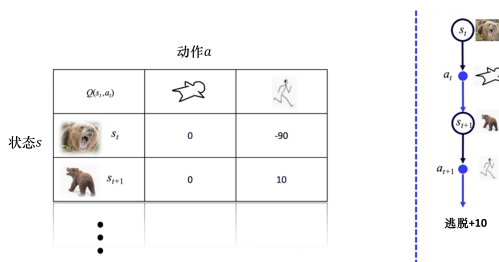 动作a
Q(s_t,a_t)
状态s
s_t
0
-90
s_{t+1}
0
10
s_t
a_t
s_{t+1}
a_{t+1}
逃脱+10